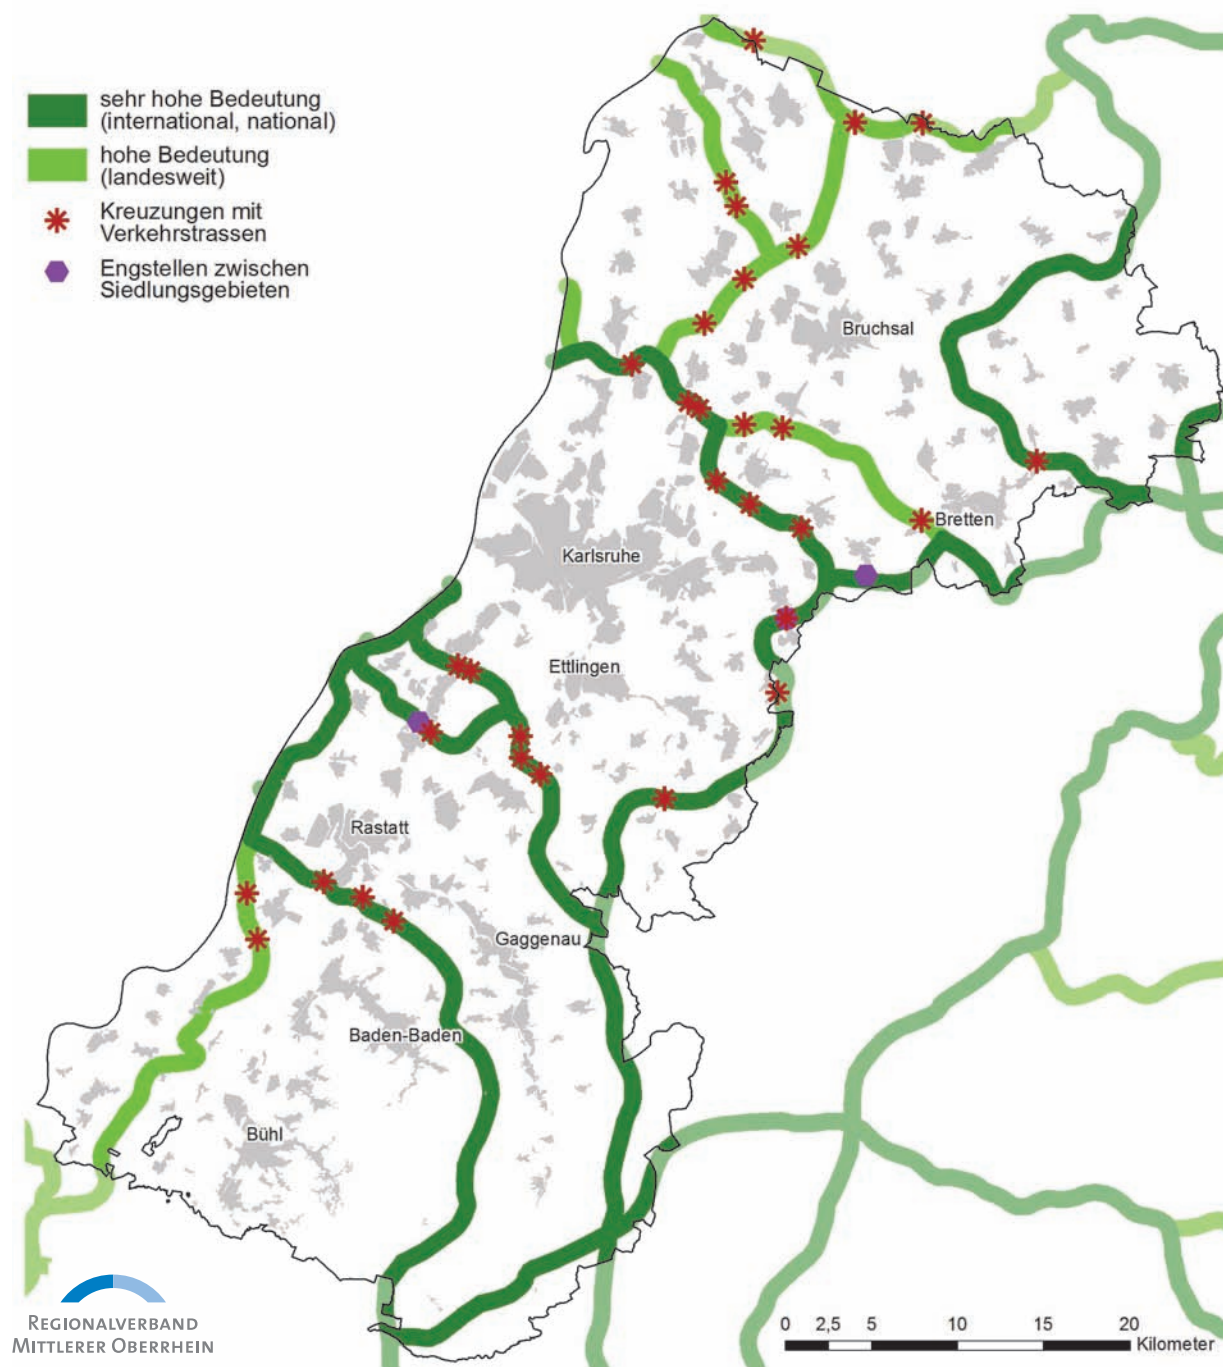 sehr hohe Bedeutung
(international, national)
hohe Bedeutung
(landesweit)
Kreuzungen mit
Verkehrstrassen
Engstellen zwischen
Siedlungsgebieten
Bruchsal
Bretten
Karlsruhe
Ettlingen
Rastatt
Gaggenau
Baden-Baden
Bühl
REGIONALVERBAND
MITTLERER OBERRHEIN
0 2,5 5 10 15 20
Kilometer